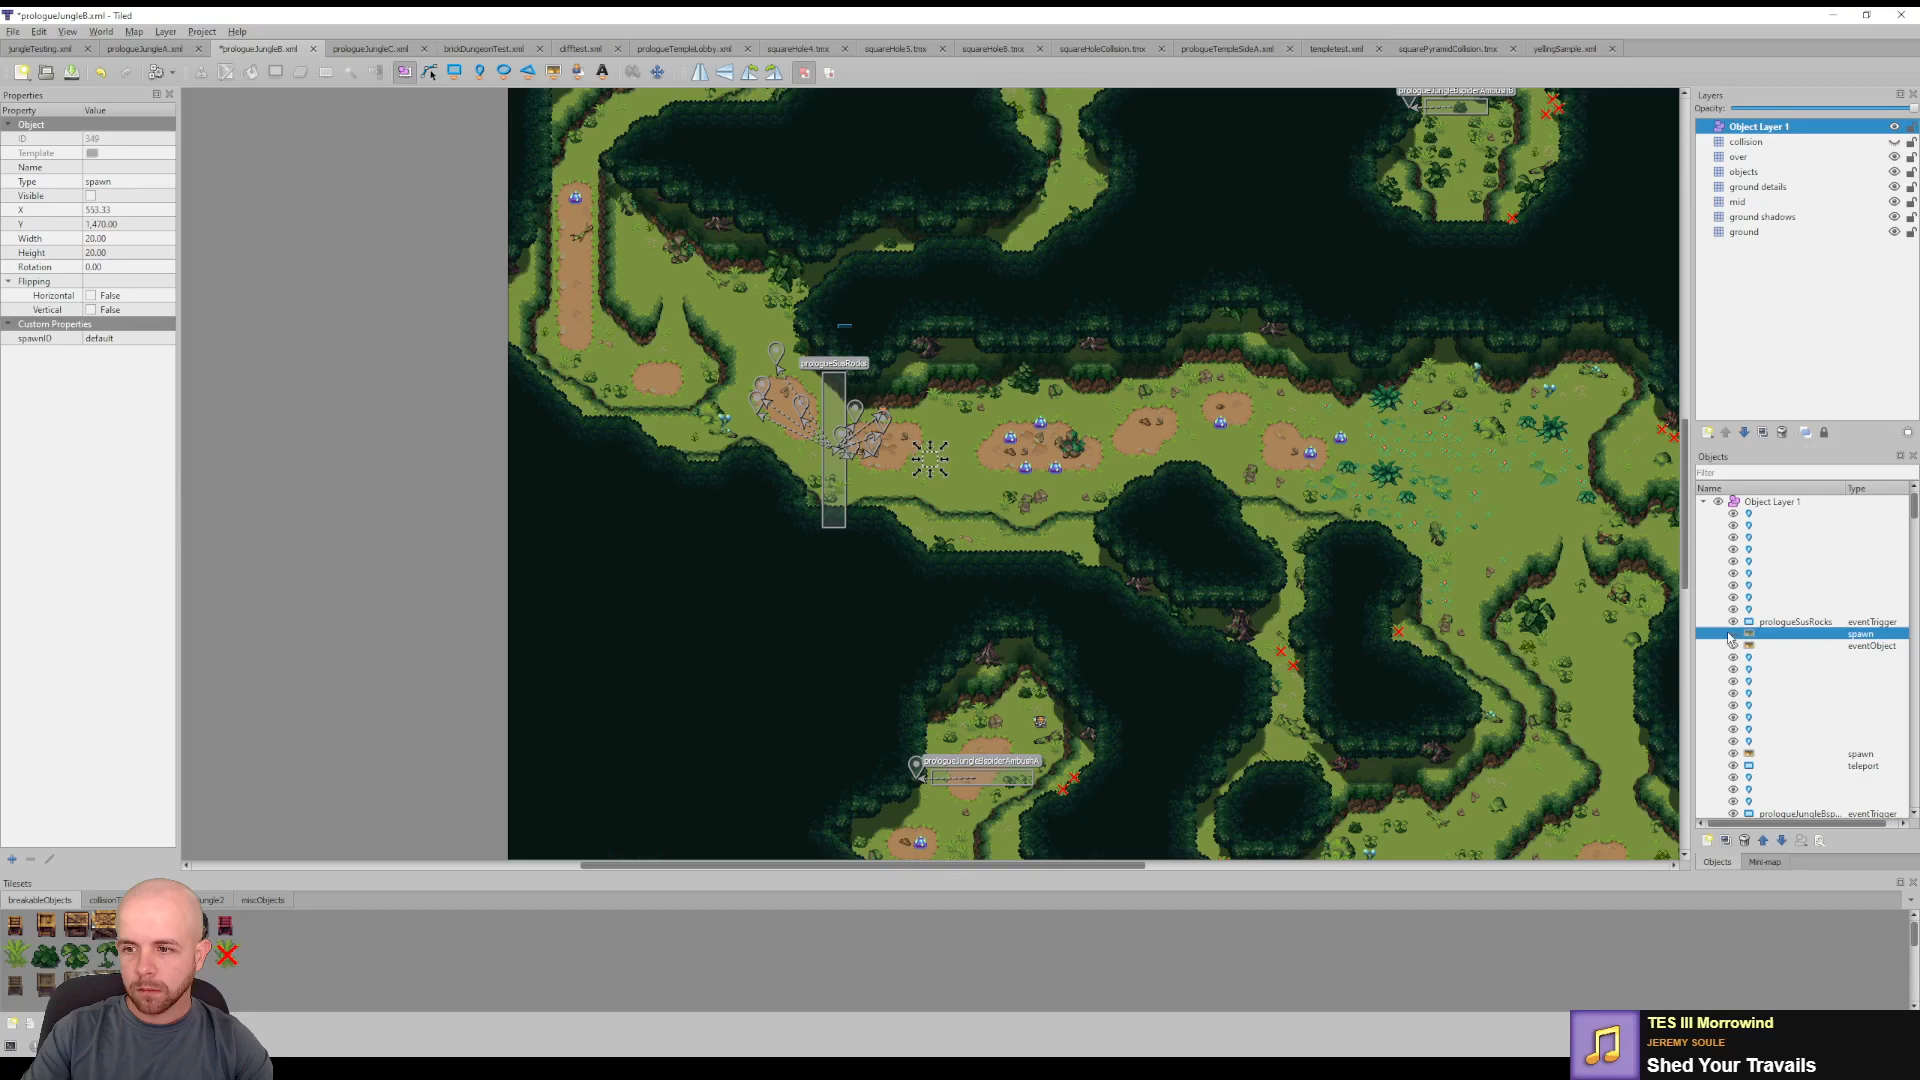 *prologueJungleB.xml - Tiled
File Edit View World Map Layer Project Help
jungleTesting.xml prologueJungleA.xml *prologueJungleB.xml prologueJungleC.xml brickDungeonTest.xml clifftest.xml prologueTempleLobby.xml squareHole4.tmx squareHole5.tmx squareHole8.tmx squareHoleCollision.tmx prologueTempleSideA.xml templetest.xml squarePyramidCollision.tmx yellingSample.xml
Properties
Property Value
Object
ID 349
Template
Name
Type spawn
Visible
X 553.33
Y 1,470.00
Width 20.00
Height 20.00
Rotation 0.00
Flipping
Horizontal False
Vertical False
Custom Properties
spawnID default
prologueJungleBspiderAmbushB
prologueSusRocks
prologueJungleBspiderAmbushA
Layers
Opacity:
Object Layer 1
collision
over
objects
ground details
mid
ground shadows
ground
Objects
Filter
Name Type
Object Layer 1
prologueSusRocks eventTrigger
spawn
eventObject
spawn
teleport
prologueJungleBsp... eventTrigger
Objects Mini-map
Tilesets
breakableObjects miscObjects
TES III Morrowind
JEREMY SOULE
Shed Your Travails